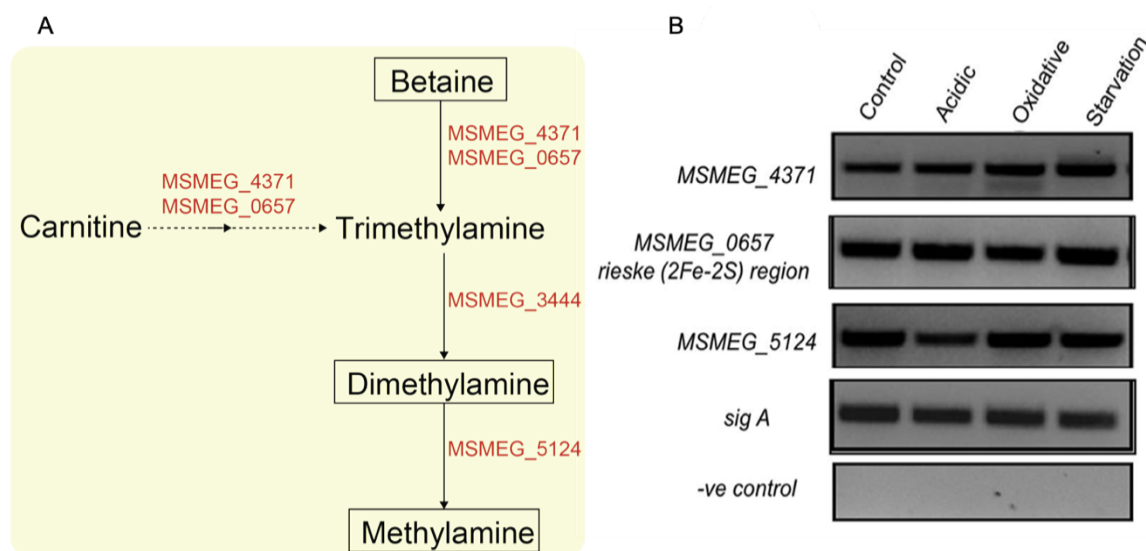 A
Betaine
MSMEG_4371
MSMEG_0657
MSMEG_4371
MSMEG_0657
Carnitine
Trimethylamine
MSMEG_3444
Dimethylamine
MSMEG_5124
Methylamine
B
Control
Acidic
Oxidative
Starvation
MSMEG_4371
MSMEG_0657
rieske (2Fe-2S) region
MSMEG_5124
sig A
-ve control